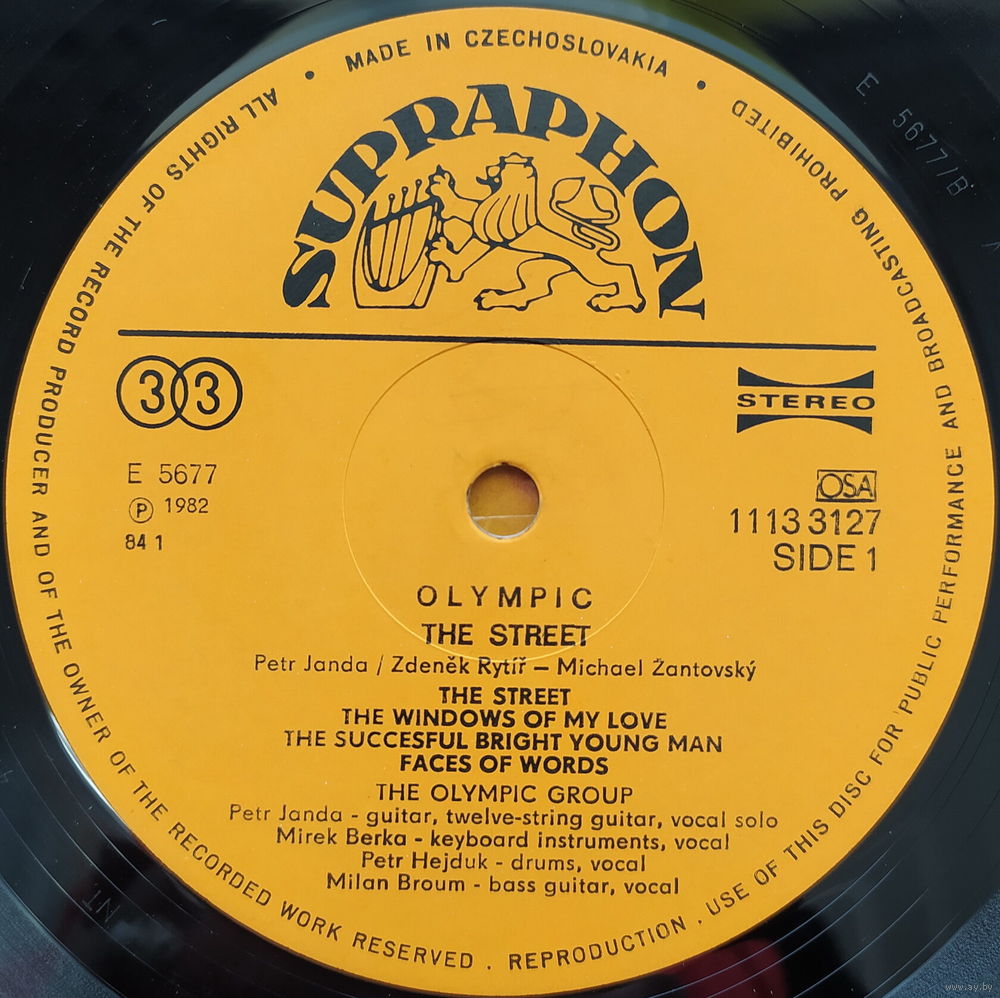 MADE IN CZECHOSLOVAKIA
ALL RIGHTS OF THE RECORD PRODUCER AND OF THE OWNER OF THE RECORDED WORK RESERVED . REPRODUCTION . USE OF THIS DISC FOR PUBLIC PERFORMANCE AND BROADCASTING PROHIBITED
E 5677/B
SUPRAPHON
33
STEREO
E 5677
Ⓟ 1982
84 1
OSA
1113 3127
SIDE 1
OLYMPIC
THE STREET
Petr Janda / Zdeněk Rytíř – Michael Žantovský
THE STREET
THE WINDOWS OF MY LOVE
THE SUCCESFUL BRIGHT YOUNG MAN
FACES OF WORDS
THE OLYMPIC GROUP
Petr Janda - guitar, twelve-string guitar, vocal solo
Mirek Berka - keyboard instruments, vocal
Petr Hejduk - drums, vocal
Milan Broum - bass guitar, vocal
www.ay.by